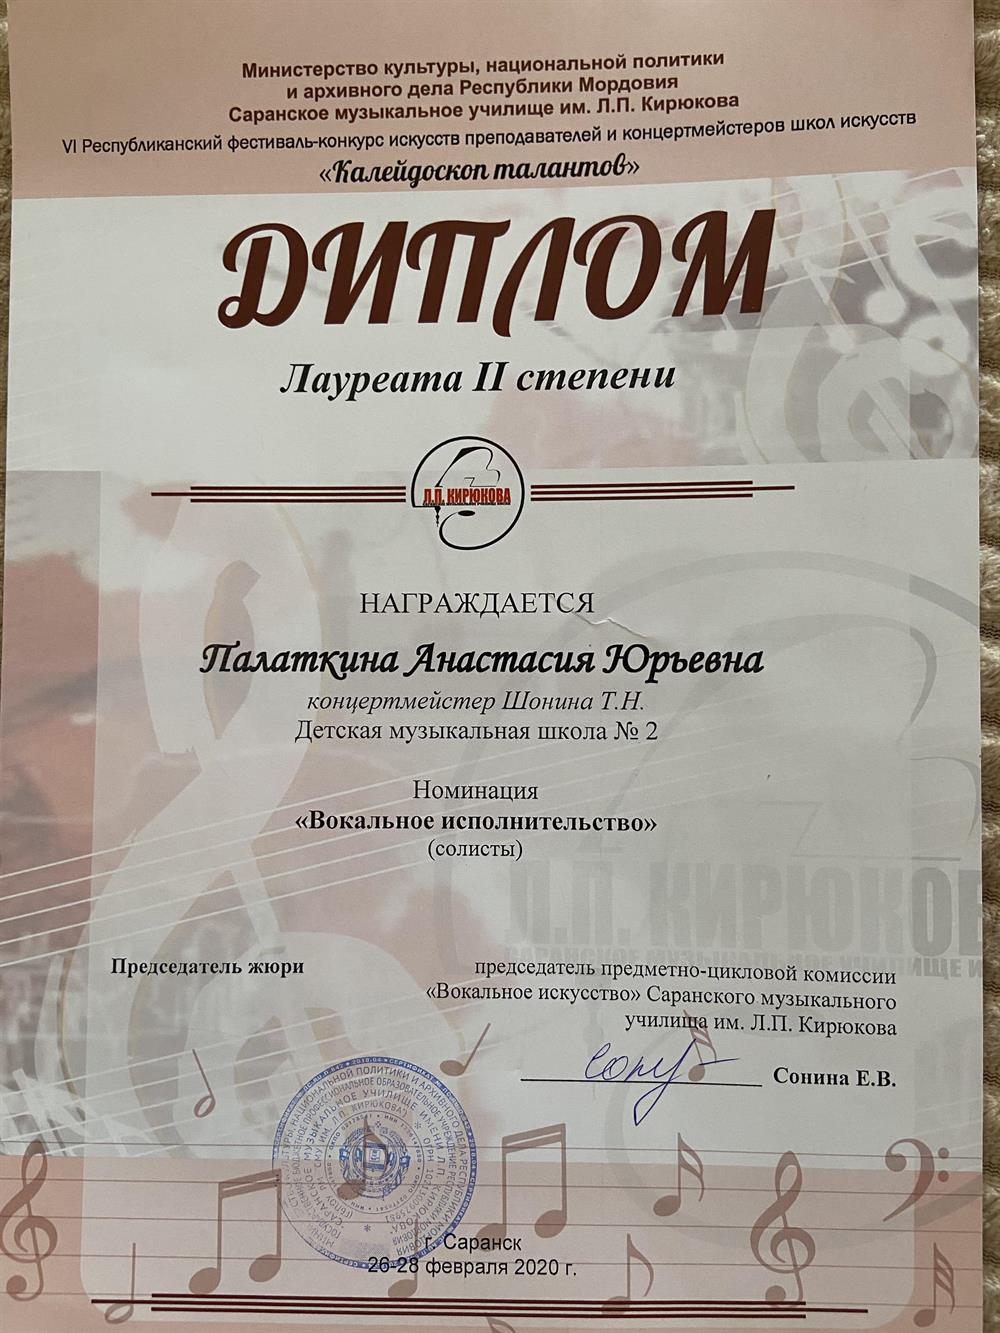 Министерство культуры, национальной политики
и архивного дела Республики Мордовия
Саранское музыкальное училище им. Л.П. Кирюкова
VI Республиканский фестиваль-конкурс искусств преподавателей и концертмейстеров школ искусств
«Калейдоскоп талантов»
ДИПЛОМ
Лауреата II степени
Л.П. КИРЮКОВА
НАГРАЖДАЕТСЯ
Палаткина Анастасия Юрьевна
концертмейстер Шонина Т.Н.
Детская музыкальная школа № 2
Номинация
«Вокальное исполнительство»
(солисты)
Л.П. КИРЮКОВ
Председатель жюри
председатель предметно-цикловой комиссии
«Вокальное искусство» Саранского музыкального
училища им. Л.П. Кирюкова
Сонина Е.В.
г. Саранск
26-28 февраля 2020 г.